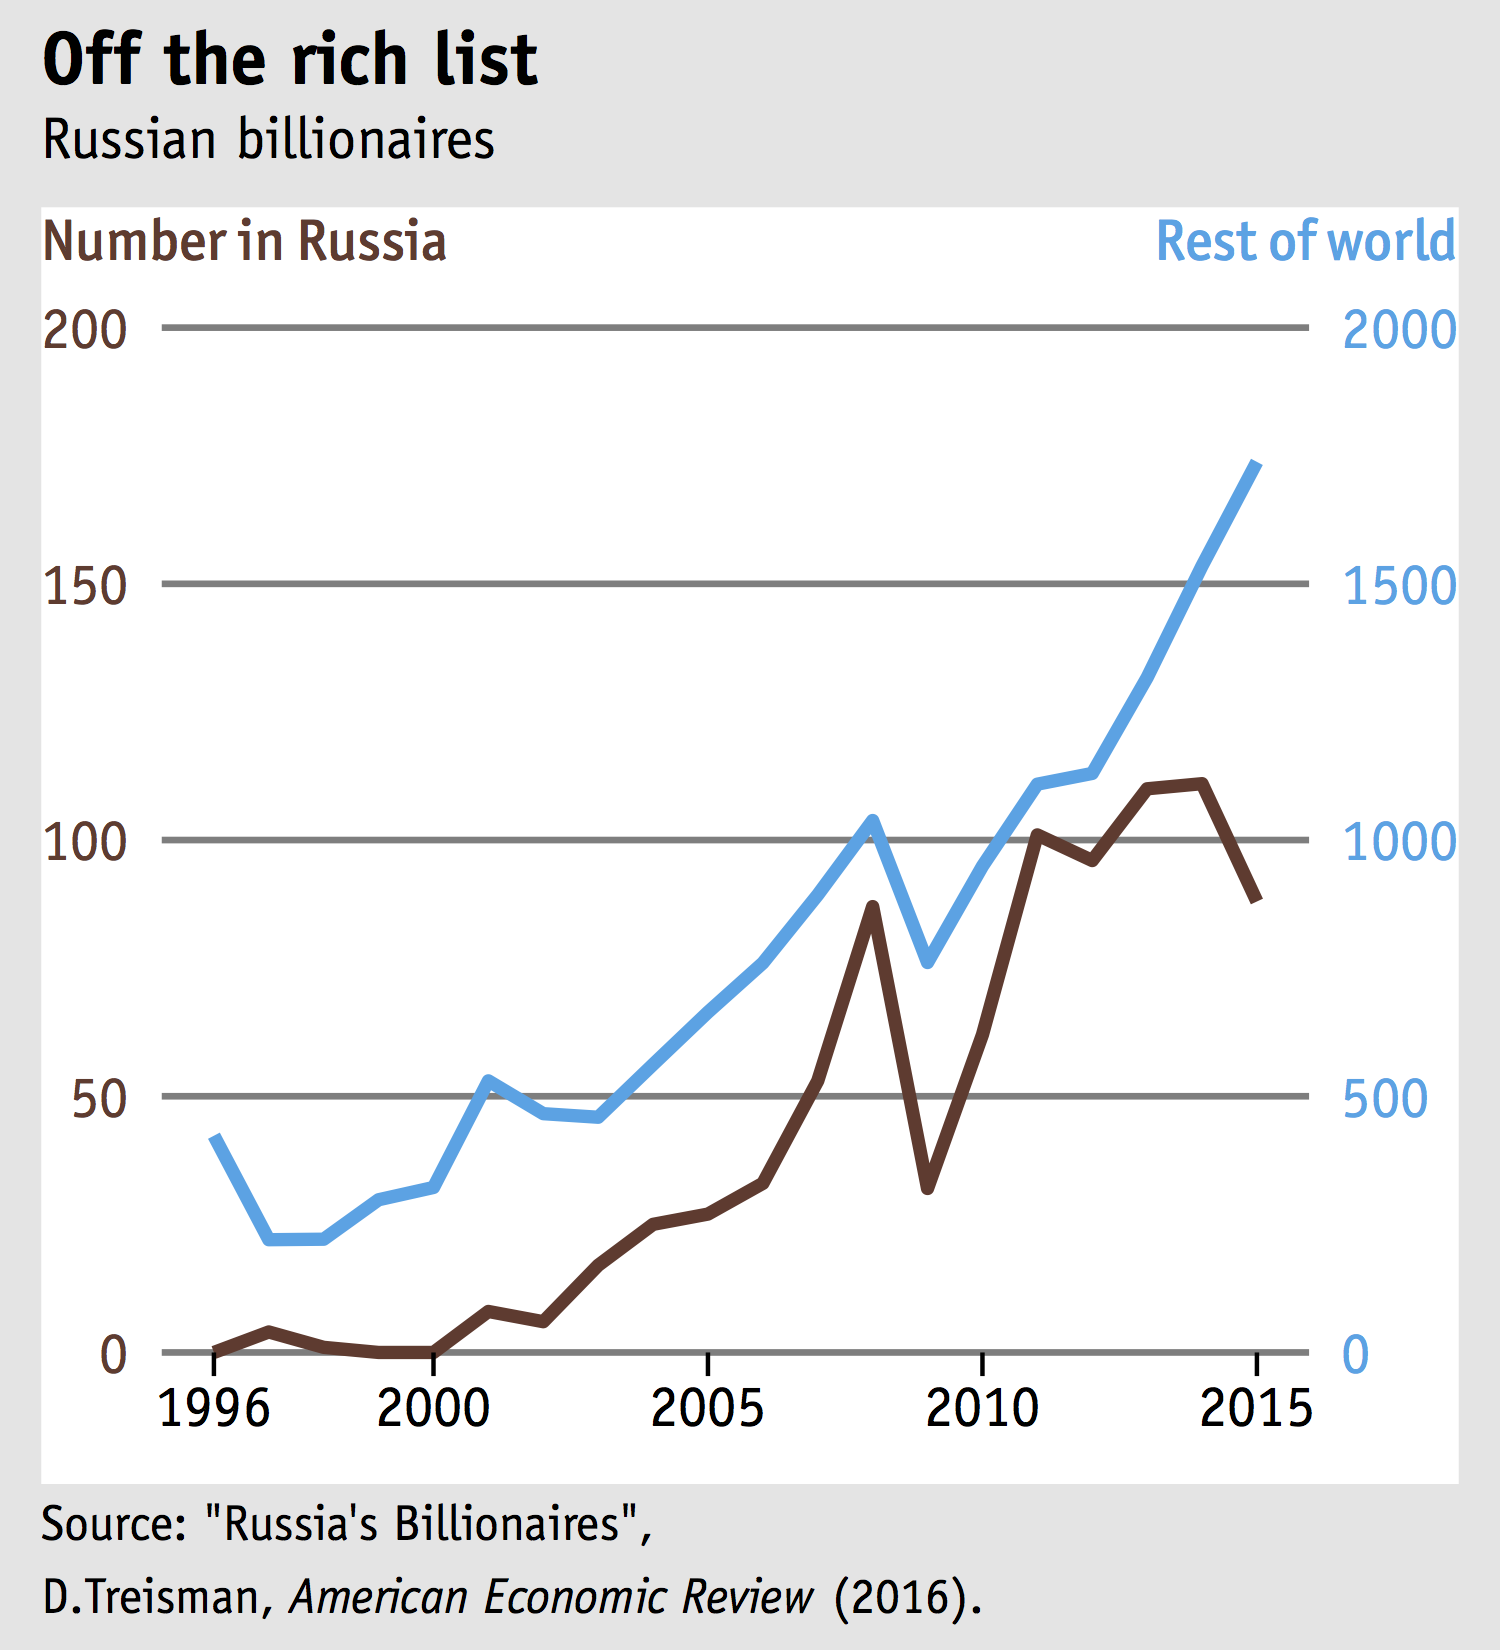 Off the rich list
Russian billionaires
Number in Russia Rest of world
200 2000
150 1500
100 1000
50 500
0 0
1996 2000 2005 2010 2015
Source: "Russia's Billionaires",
D.Treisman, American Economic Review (2016).